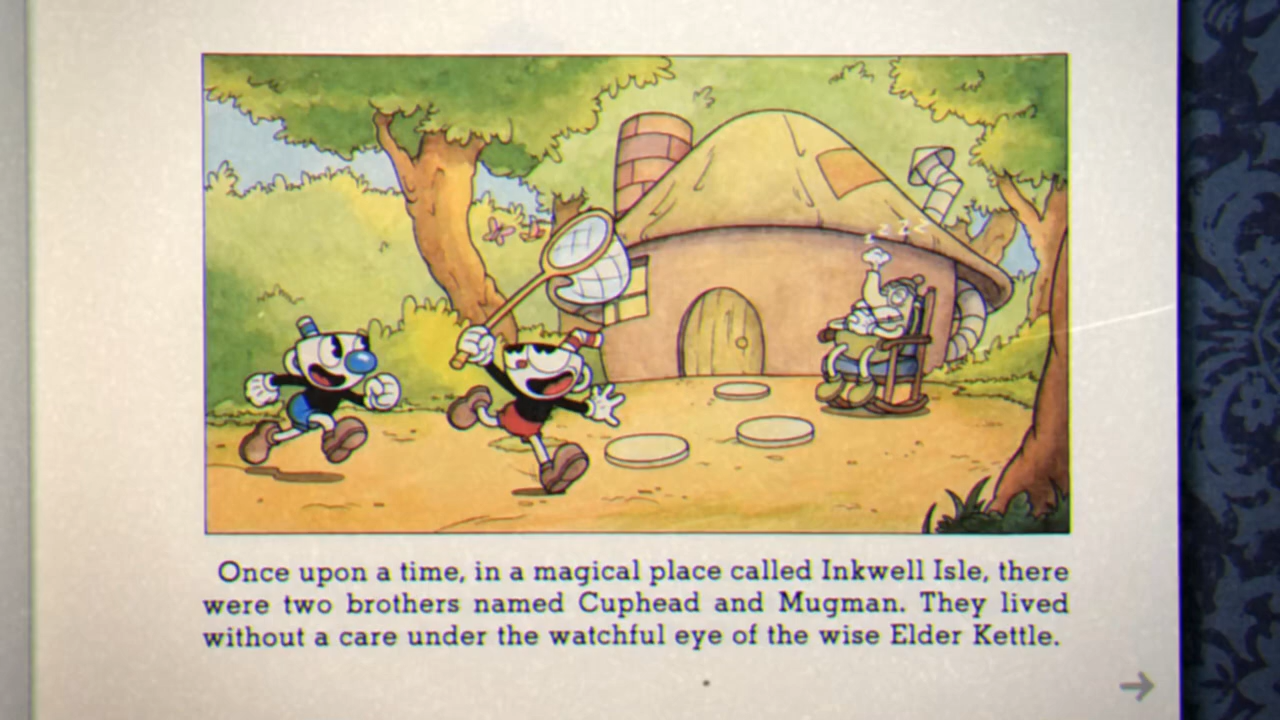 z z z z
Once upon a time, in a magical place called Inkwell Isle, there
were two brothers named Cuphead and Mugman. They lived
without a care under the watchful eye of the wise Elder Kettle.